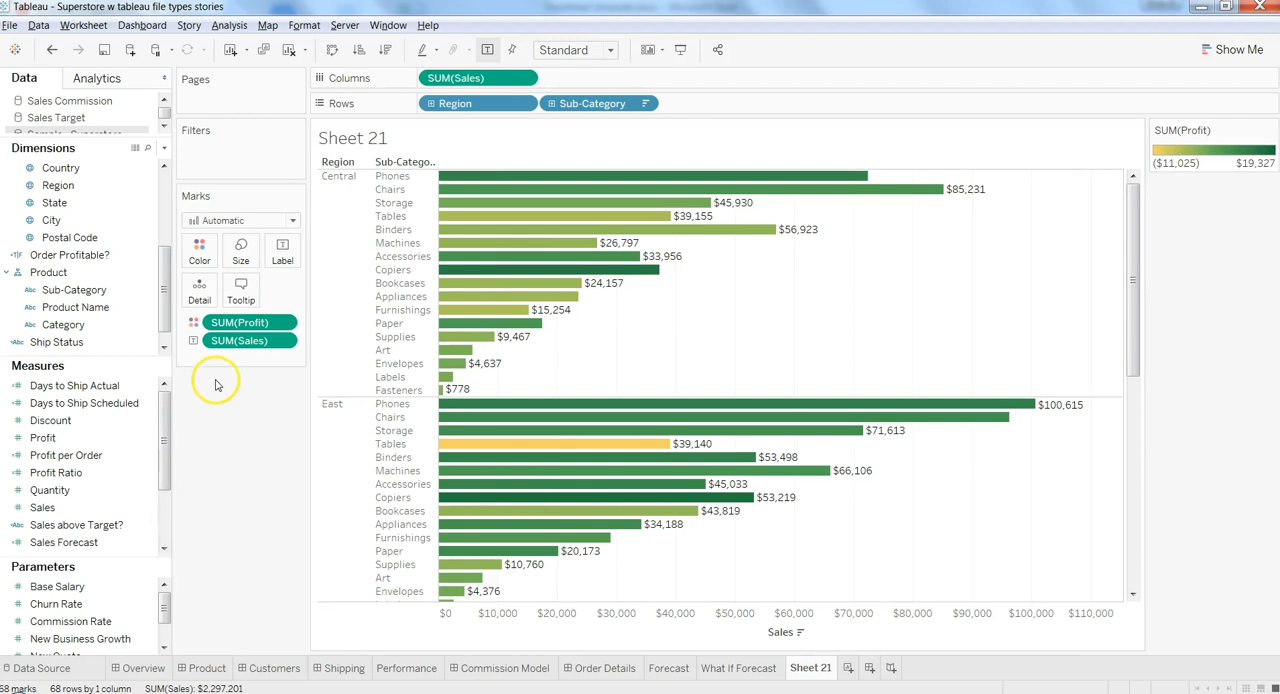 Tableau - Superstore w tableau file types stories
File Data Worksheet Dashboard Story Analysis Map Format Server Window Help
Standard
Show Me
Data Analytics
Sales Commission
Sales Target
Dimensions
Country
Region
State
City
Postal Code
Order Profitable?
Product
Abc Sub-Category
Abc Product Name
Abc Category
Abc Ship Status
Measures
Days to Ship Actual
Days to Ship Scheduled
Discount
Profit
Profit per Order
Profit Ratio
Quantity
Sales
Abc Sales above Target?
Sales Forecast
Parameters
Base Salary
Churn Rate
Commission Rate
New Business Growth
Pages
Filters
Marks
Automatic
Color Size Label
Detail Tooltip
SUM(Profit)
SUM(Sales)
Columns SUM(Sales)
Rows Region Sub-Category
Sheet 21
Region Sub-Catego..
Central Phones
Chairs $85,231
Storage $45,930
Tables $39,155
Binders $56,923
Machines $26,797
Accessories $33,956
Copiers
Bookcases $24,157
Appliances
Furnishings $15,254
Paper
Supplies $9,467
Art
Envelopes $4,637
Labels
Fasteners $778
East Phones $100,615
Chairs
Storage $71,613
Tables $39,140
Binders $53,498
Machines $66,106
Accessories $45,033
Copiers $53,219
Bookcases $43,819
Appliances $34,188
Furnishings
Paper $20,173
Supplies $10,760
Art
Envelopes $4,376
$0 $10,000 $20,000 $30,000 $40,000 $50,000 $60,000 $70,000 $80,000 $90,000 $100,000 $110,000
Sales
SUM(Profit)
($11,025) $19,327
Data Source Overview Product Customers Shipping Performance Commission Model Order Details Forecast What If Forecast Sheet 21
68 marks 68 rows by 1 column SUM(Sales): $2,297,201